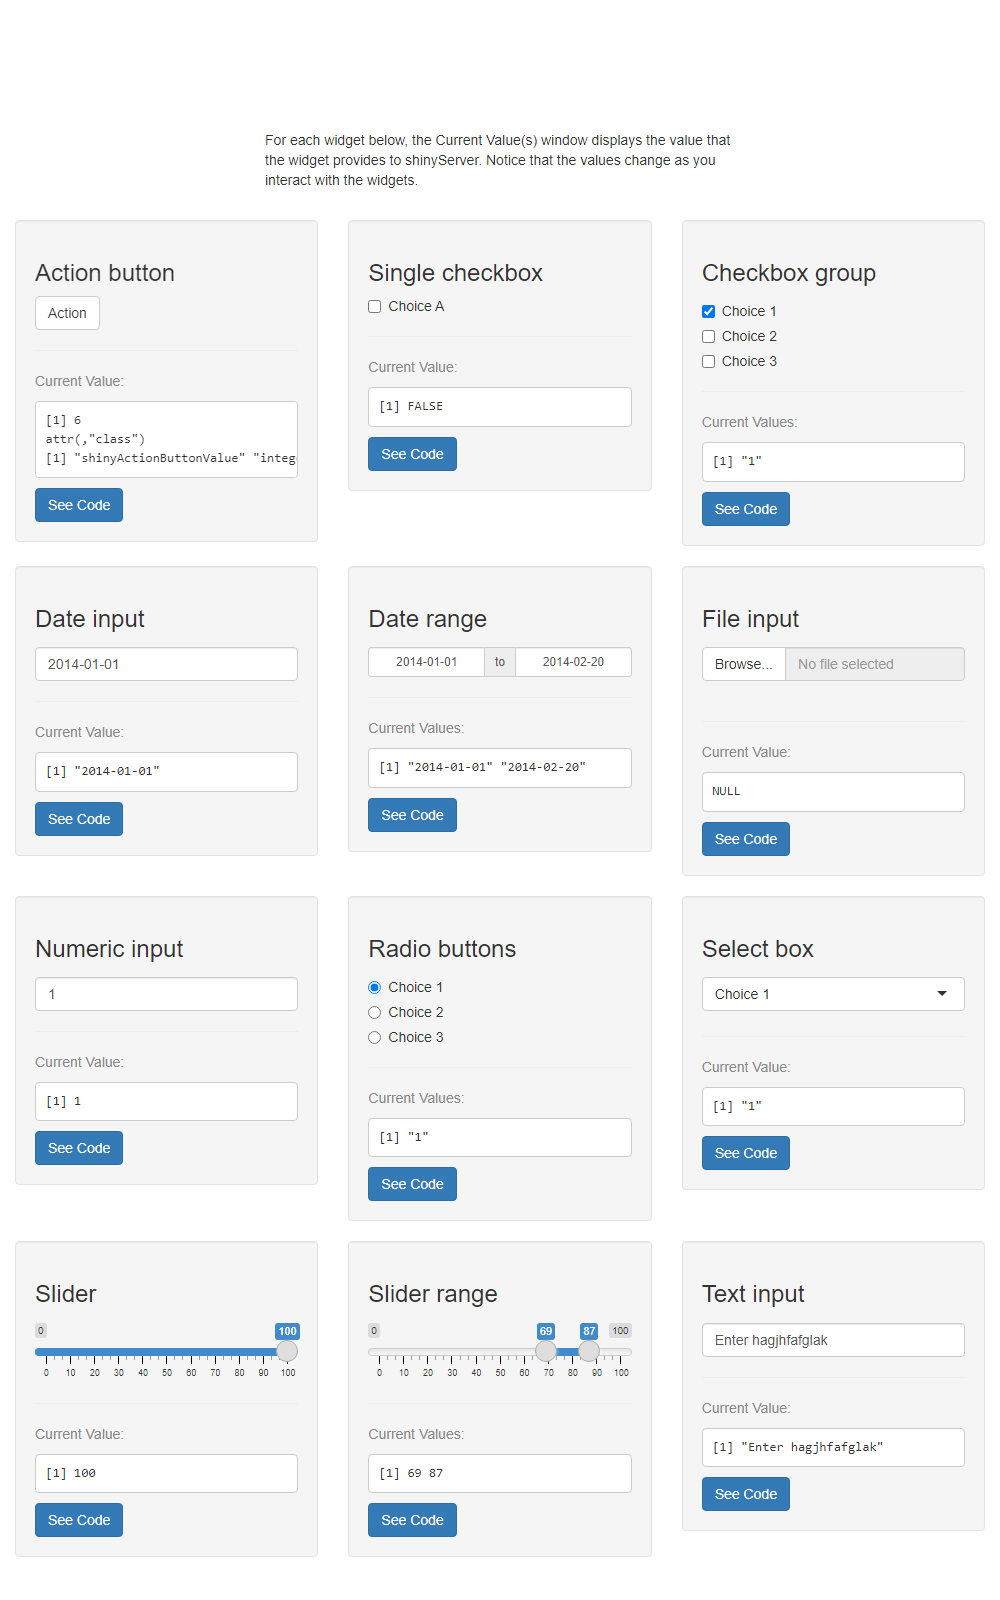 For each widget below, the Current Value(s) window displays the value that
the widget provides to shinyServer. Notice that the values change as you
interact with the widgets.
Action button
Action
Current Value:
[1] 6
attr(,"class")
[1] "shinyActionButtonValue" "integ
See Code
Single checkbox
Choice A
Current Value:
[1] FALSE
See Code
Checkbox group
Choice 1
Choice 2
Choice 3
Current Values:
[1] "1"
See Code
Date input
2014-01-01
Current Value:
[1] "2014-01-01"
See Code
Date range
2014-01-01 to 2014-02-20
Current Values:
[1] "2014-01-01" "2014-02-20"
See Code
File input
Browse... No file selected
Current Value:
NULL
See Code
Numeric input
1
Current Value:
[1] 1
See Code
Radio buttons
Choice 1
Choice 2
Choice 3
Current Values:
[1] "1"
See Code
Select box
Choice 1
Current Value:
[1] "1"
See Code
Slider
0 100
0 10 20 30 40 50 60 70 80 90 100
Current Value:
[1] 100
See Code
Slider range
0 69 87 100
0 10 20 30 40 50 60 70 80 90 100
Current Values:
[1] 69 87
See Code
Text input
Enter hagjhfafglak
Current Value:
[1] "Enter hagjhfafglak"
See Code